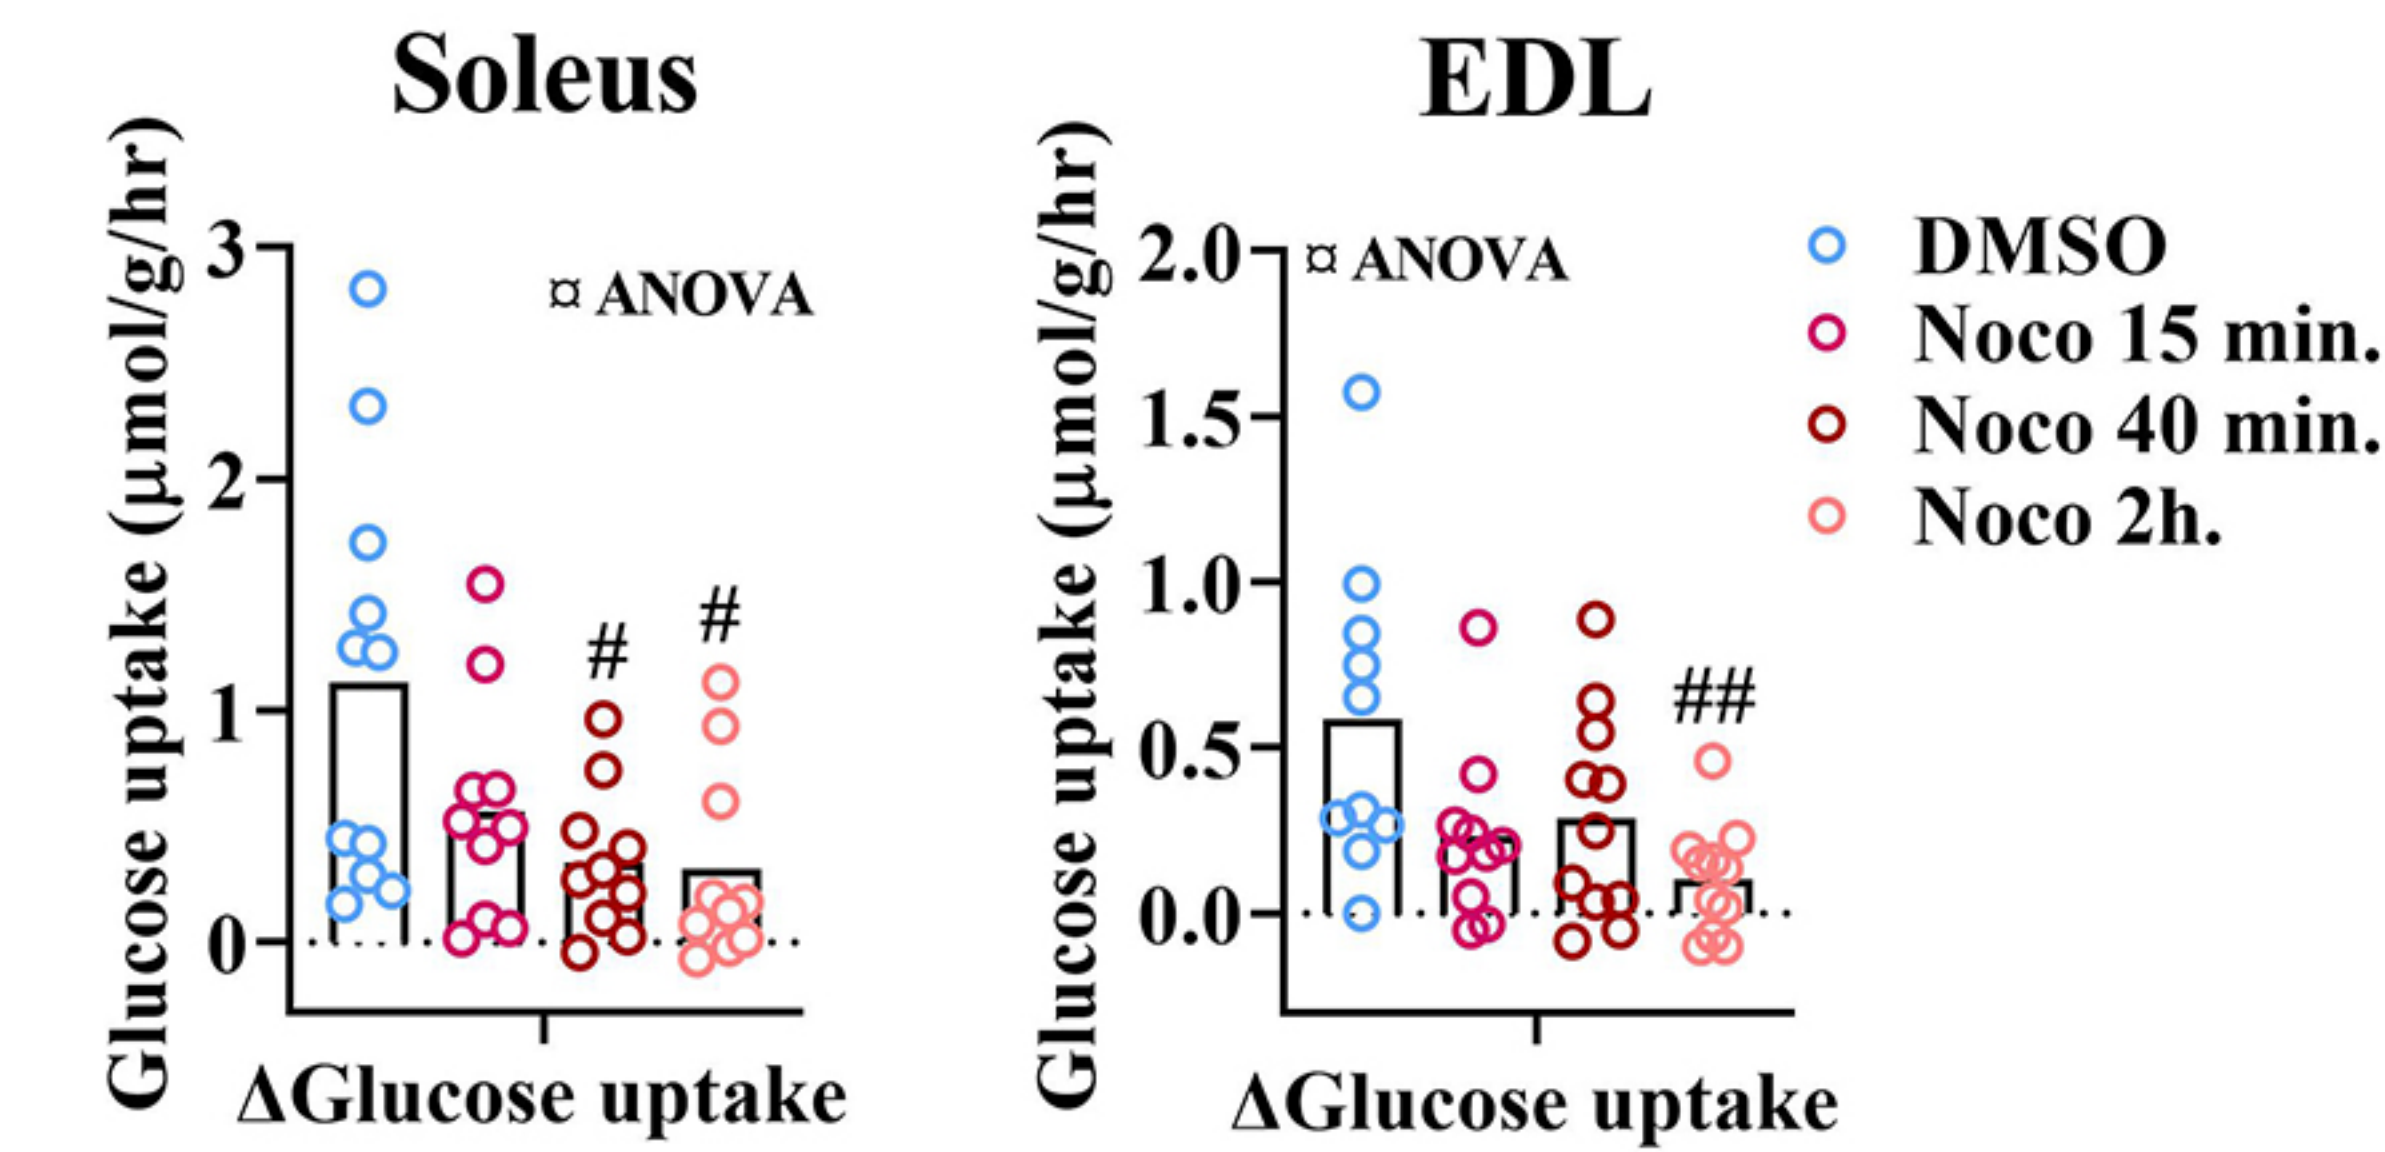 Soleus
Glucose uptake (µmol/g/hr)
3
2
1
0
¤ ANOVA
#
#
ΔGlucose uptake
EDL
Glucose uptake (µmol/g/hr)
2.0
1.5
1.0
0.5
0.0
¤ ANOVA
##
ΔGlucose uptake
DMSO
Noco 15 min.
Noco 40 min.
Noco 2h.